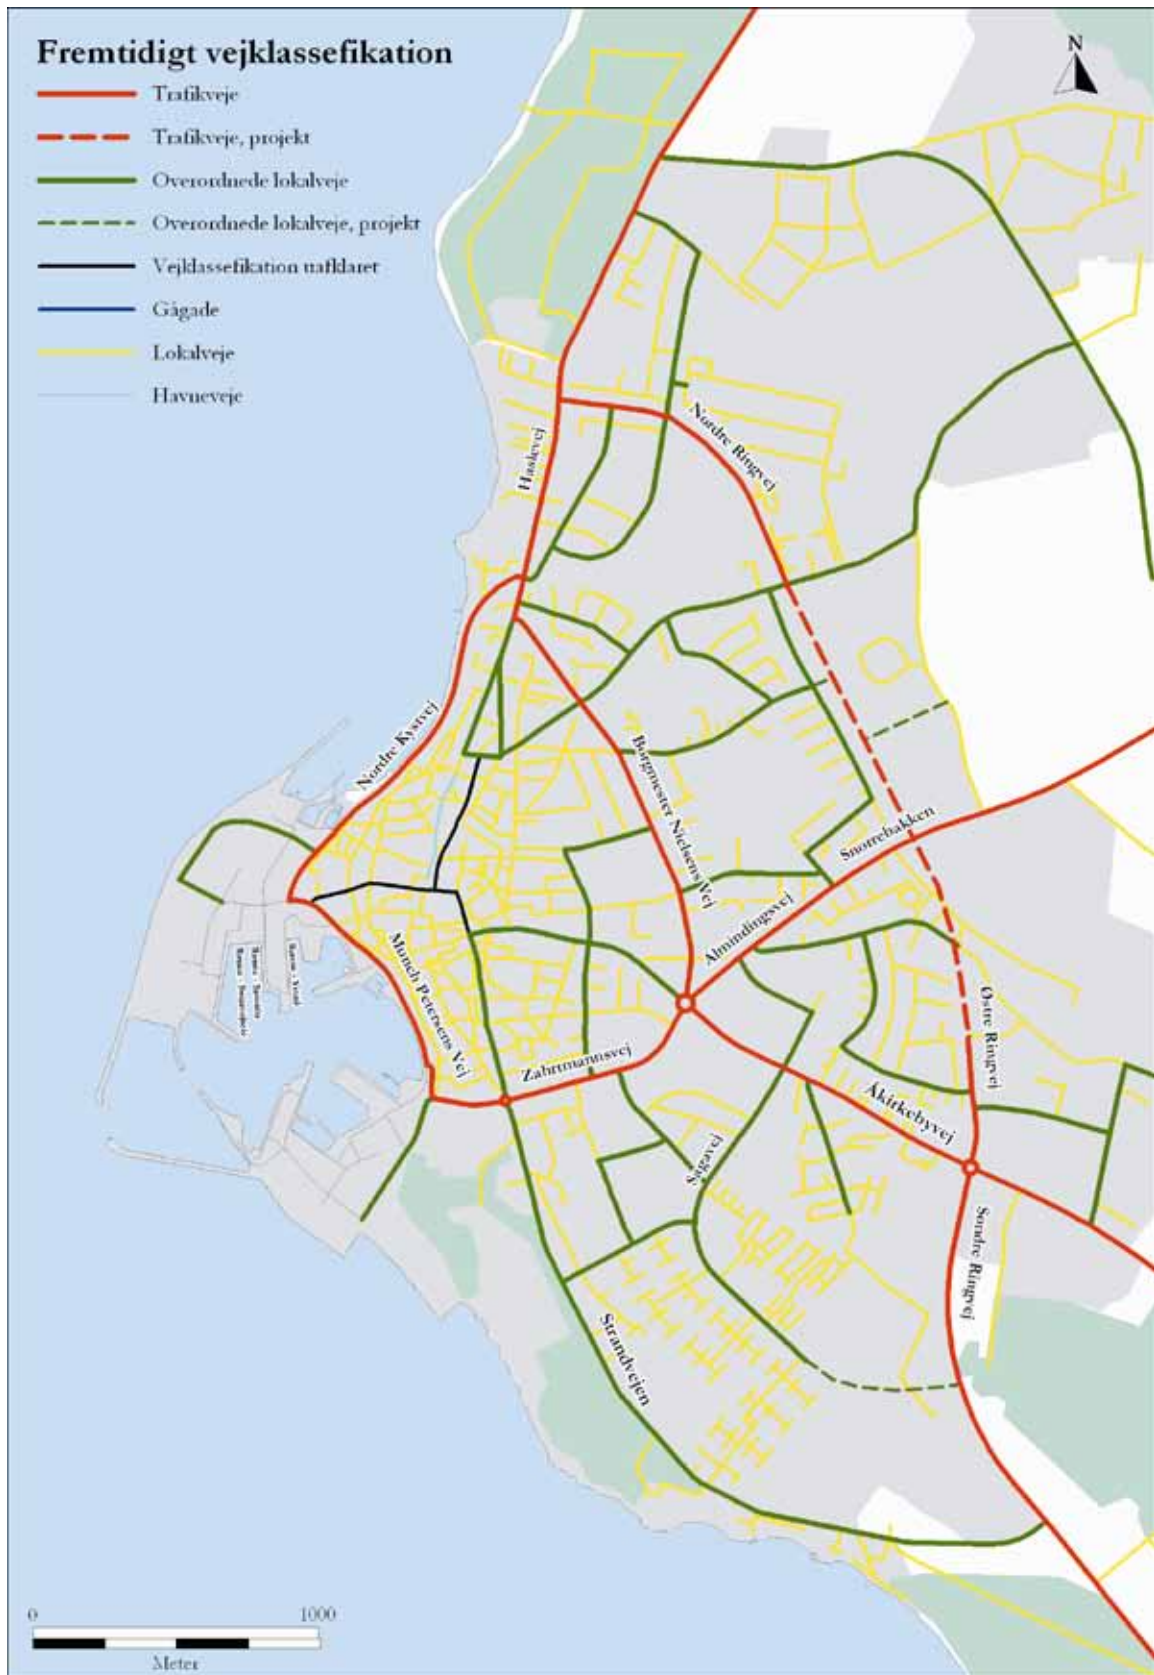 Fremtidigt vejklassefikation
N
Trafikveje
Trafikveje, projekt
Overordnede lokalveje
Overordnede lokalveje, projekt
Vejklassefikation uafklaret
Gågade
Lokalveje
Havneveje
Haslevej
Nordre Ringvej
Nordre Kystvej
Borgmester Nielsens Vej
Snorrebakken
Almindingsvej
Munch Petersens Vej
Østre Ringvej
Zahrtmannsvej
Åkirkebyvej
Sagavej
Søndre Ringvej
Strandvejen
0 1000
Meter